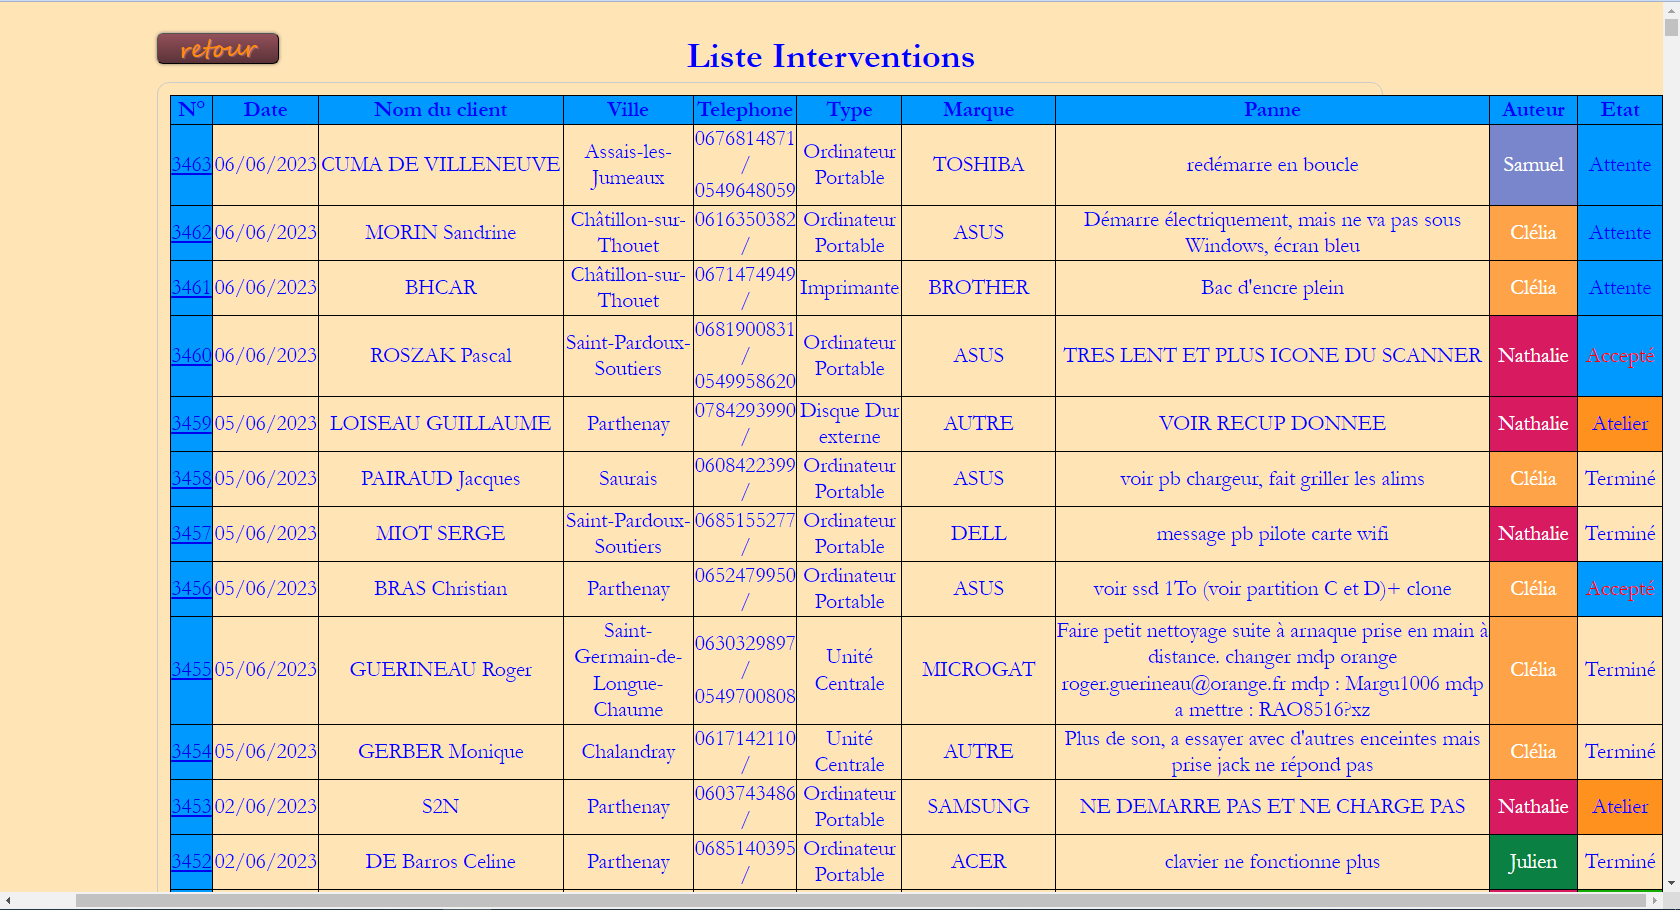 retour
Liste Interventions
N° Date Nom du client Ville Telephone Type Marque Panne Auteur Etat
3463 06/06/2023 CUMA DE VILLENEUVE Assais-les-Jumeaux 0676814871 / 0549648059 Ordinateur Portable TOSHIBA redémarre en boucle Samuel Attente
3462 06/06/2023 MORIN Sandrine Châtillon-sur-Thouet 0616350382 / Ordinateur Portable ASUS Démarre électriquement, mais ne va pas sous Windows, écran bleu Clélia Attente
3461 06/06/2023 BHCAR Châtillon-sur-Thouet 0671474949 / Imprimante BROTHER Bac d'encre plein Clélia Attente
3460 06/06/2023 ROSZAK Pascal Saint-Pardoux-Soutiers 0681900831 / 0549958620 Ordinateur Portable ASUS TRES LENT ET PLUS ICONE DU SCANNER Nathalie Accepté
3459 05/06/2023 LOISEAU GUILLAUME Parthenay 0784293990 / Disque Dur externe AUTRE VOIR RECUP DONNEE Nathalie Atelier
3458 05/06/2023 PAIRAUD Jacques Saurais 0608422399 / Ordinateur Portable ASUS voir pb chargeur, fait griller les alims Clélia Terminé
3457 05/06/2023 MIOT SERGE Saint-Pardoux-Soutiers 0685155277 / Ordinateur Portable DELL message pb pilote carte wifi Nathalie Terminé
3456 05/06/2023 BRAS Christian Parthenay 0652479950 / Ordinateur Portable ASUS voir ssd 1To (voir partition C et D)+ clone Clélia Accepté
3455 05/06/2023 GUERINEAU Roger Saint-Germain-de-Longue-Chaume 0630329897 / 0549700808 Unité Centrale MICROGAT Faire petit nettoyage suite à arnaque prise en main à distance. changer mdp orange roger.guerineau@orange.fr mdp : Margu1006 mdp a mettre : RAO8516?xz Clélia Terminé
3454 05/06/2023 GERBER Monique Chalandray 0617142110 / Unité Centrale AUTRE Plus de son, a essayer avec d'autres enceintes mais prise jack ne répond pas Clélia Terminé
3453 02/06/2023 S2N Parthenay 0603743486 / Ordinateur Portable SAMSUNG NE DEMARRE PAS ET NE CHARGE PAS Nathalie Atelier
3452 02/06/2023 DE Barros Celine Parthenay 0685140395 / Ordinateur Portable ACER clavier ne fonctionne plus Julien Terminé